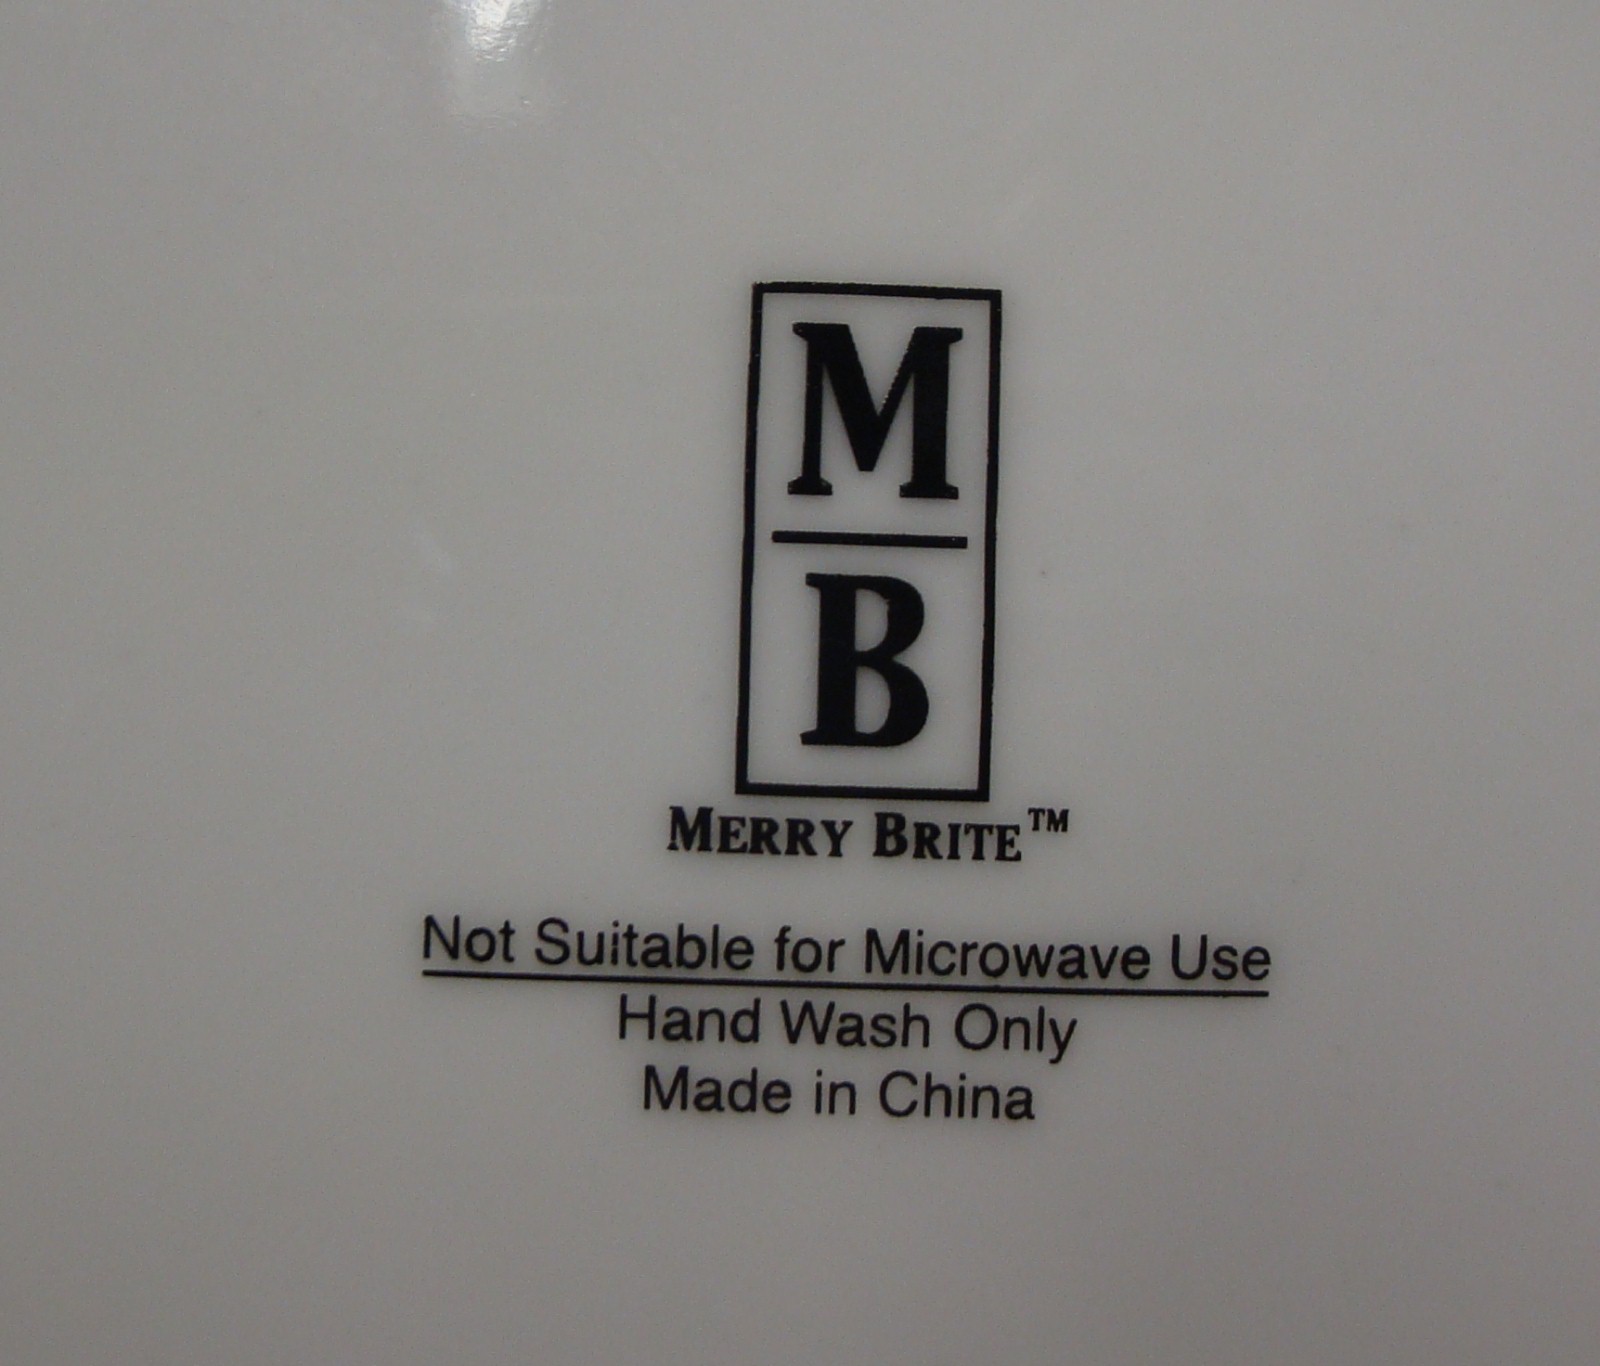 M
B
MERRY BRITE™
Not Suitable for Microwave Use
Hand Wash Only
Made in China